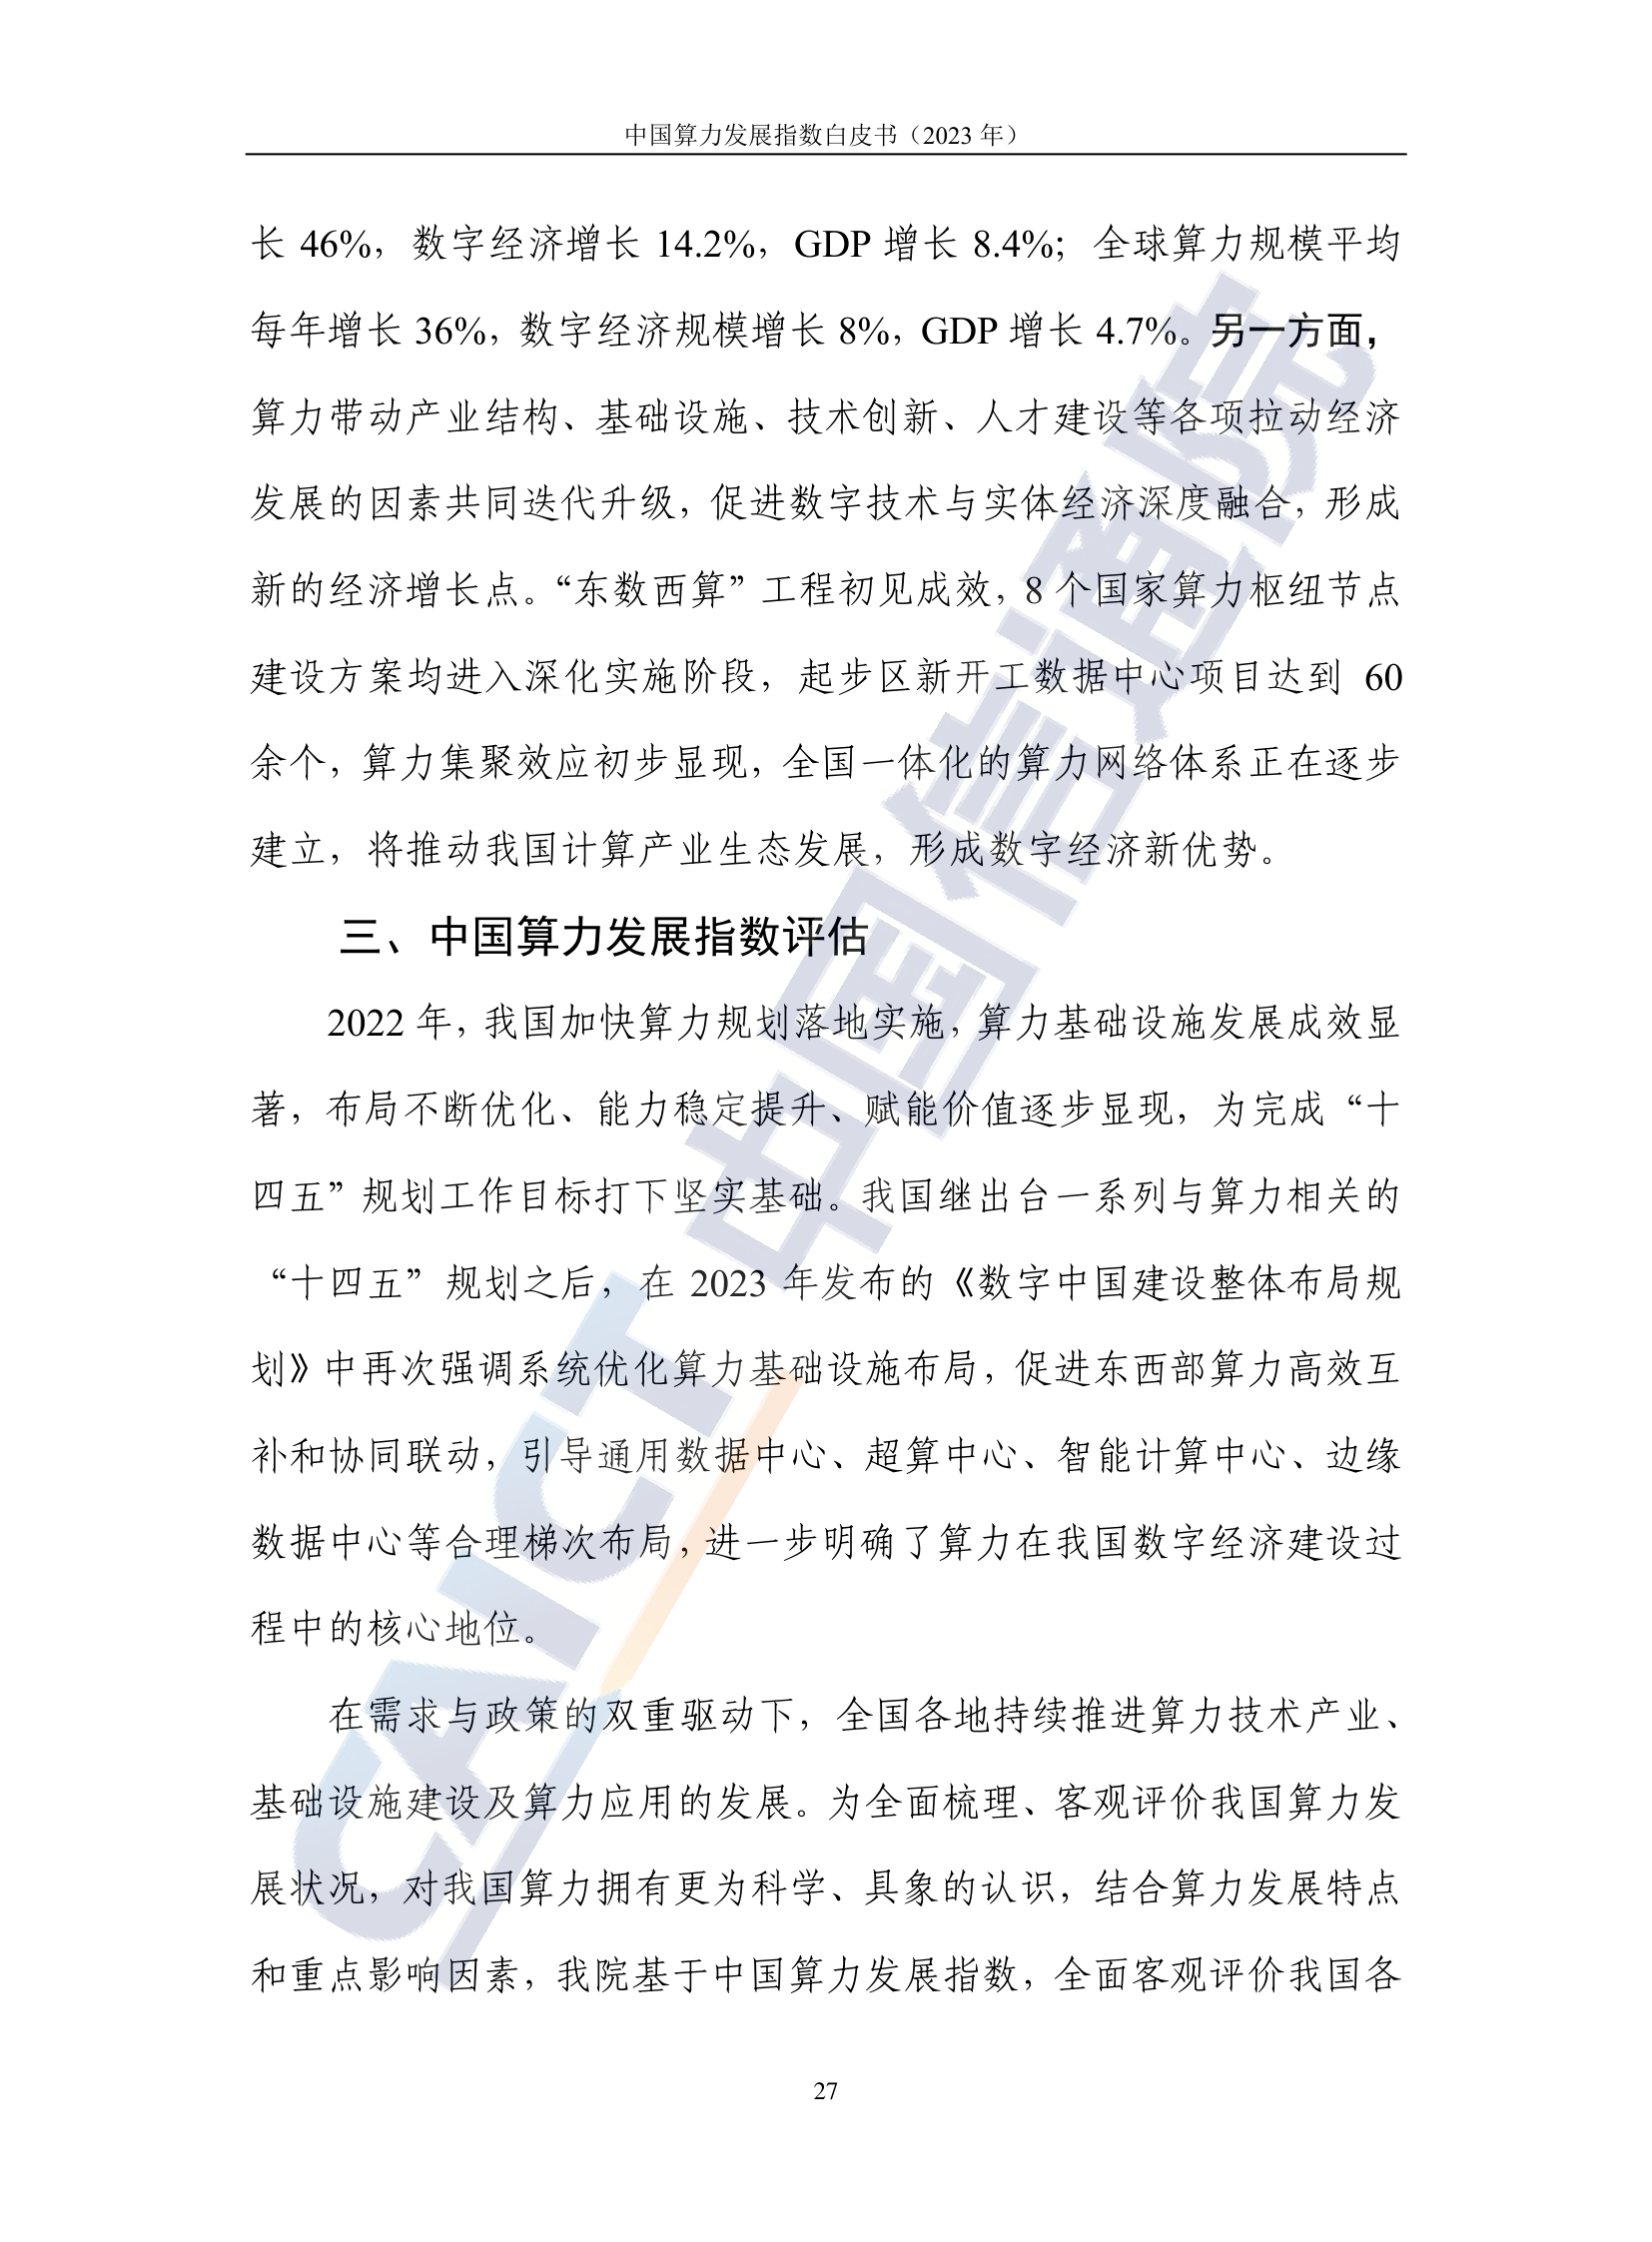 中国算力发展指数白皮书（2023 年）
长 46%，数字经济增长 14.2%，GDP 增长 8.4%；全球算力规模平均
每年增长 36%，数字经济规模增长 8%，GDP 增长 4.7%。另一方面，
算力带动产业结构、基础设施、技术创新、人才建设等各项拉动经济
发展的因素共同迭代升级，促进数字技术与实体经济深度融合，形成
新的经济增长点。“东数西算”工程初见成效，8 个国家算力枢纽节点
建设方案均进入深化实施阶段，起步区新开工数据中心项目达到 60
余个，算力集聚效应初步显现，全国一体化的算力网络体系正在逐步
建立，将推动我国计算产业生态发展，形成数字经济新优势。
三、中国算力发展指数评估
2022 年，我国加快算力规划落地实施，算力基础设施发展成效显
著，布局不断优化、能力稳定提升、赋能价值逐步显现，为完成“十
四五”规划工作目标打下坚实基础。我国继出台一系列与算力相关的
“十四五”规划之后，在 2023 年发布的《数字中国建设整体布局规
划》中再次强调系统优化算力基础设施布局，促进东西部算力高效互
补和协同联动，引导通用数据中心、超算中心、智能计算中心、边缘
数据中心等合理梯次布局，进一步明确了算力在我国数字经济建设过
程中的核心地位。
在需求与政策的双重驱动下，全国各地持续推进算力技术产业、
基础设施建设及算力应用的发展。为全面梳理、客观评价我国算力发
展状况，对我国算力拥有更为科学、具象的认识，结合算力发展特点
和重点影响因素，我院基于中国算力发展指数，全面客观评价我国各
27
CAICT 中国信通院